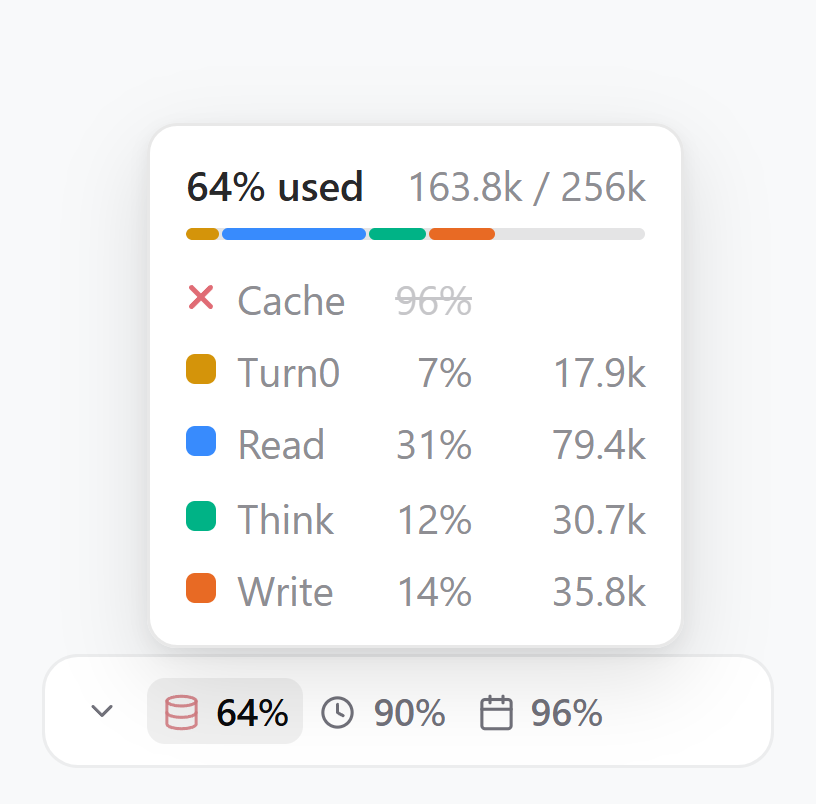 64% used 163.8k / 256k
Cache 96%
Turn0 7% 17.9k
Read 31% 79.4k
Think 12% 30.7k
Write 14% 35.8k
64% 90% 96%